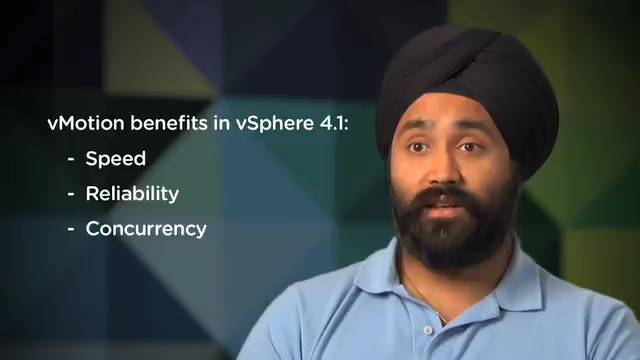 vMotion benefits in vSphere 4.1:
- Speed
- Reliability
- Concurrency